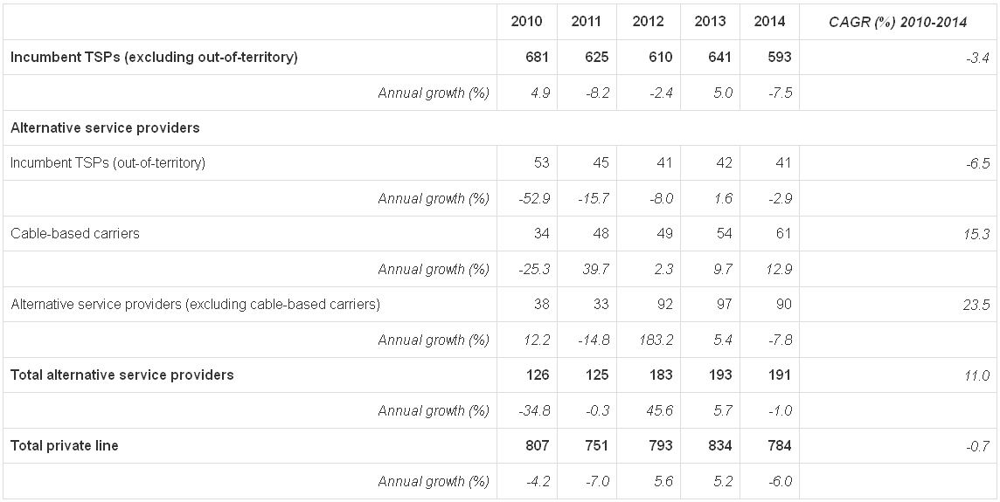 2010 2011 2012 2013 2014 CAGR (%) 2010-2014
Incumbent TSPs (excluding out-of-territory) 681 625 610 641 593 -3.4
Annual growth (%) 4.9 -8.2 -2.4 5.0 -7.5
Alternative service providers
Incumbent TSPs (out-of-territory) 53 45 41 42 41 -6.5
Annual growth (%) -52.9 -15.7 -8.0 1.6 -2.9
Cable-based carriers 34 48 49 54 61 15.3
Annual growth (%) -25.3 39.7 2.3 9.7 12.9
Alternative service providers (excluding cable-based carriers) 38 33 92 97 90 23.5
Annual growth (%) 12.2 -14.8 183.2 5.4 -7.8
Total alternative service providers 126 125 183 193 191 11.0
Annual growth (%) -34.8 -0.3 45.6 5.7 -1.0
Total private line 807 751 793 834 784 -0.7
Annual growth (%) -4.2 -7.0 5.6 5.2 -6.0